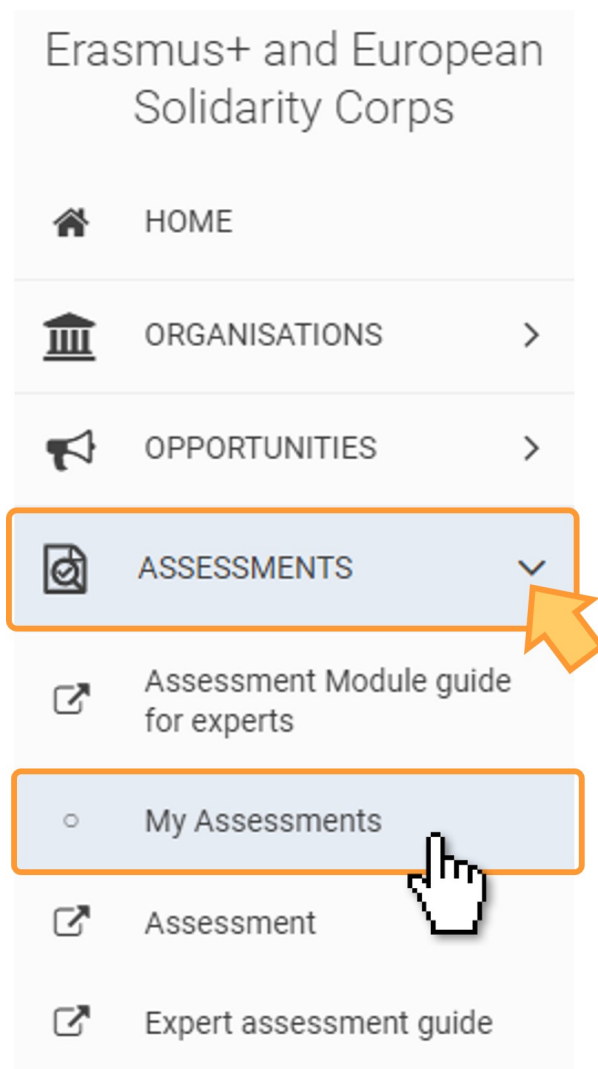 Erasmus+ and European
Solidarity Corps
HOME
ORGANISATIONS
OPPORTUNITIES
ASSESSMENTS
Assessment Module guide
for experts
My Assessments
Assessment
Expert assessment guide